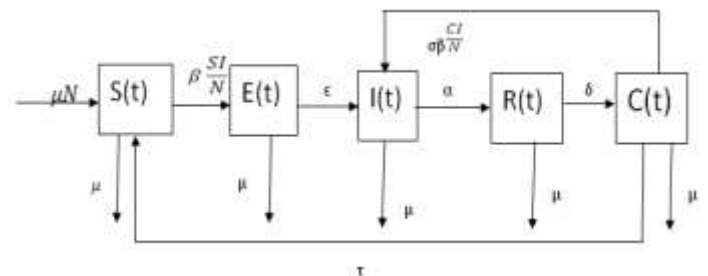 σβ CI/N
μN
S(t)
β SI/N
E(t)
ε
I(t)
α
R(t)
δ
C(t)
μ
μ
μ
μ
μ
τ